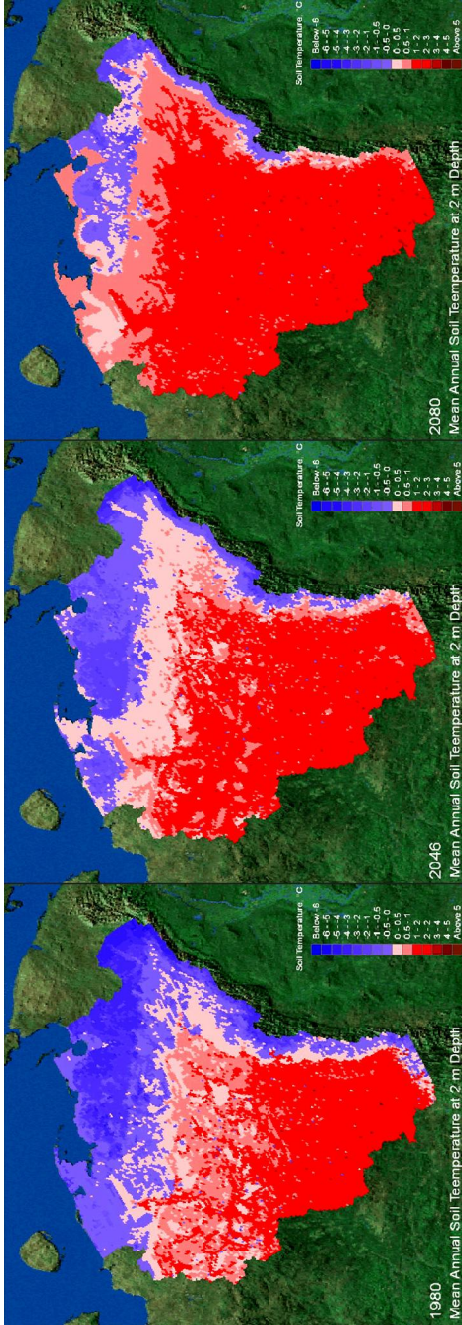 1980
Mean Annual Soil Teemperature at 2 m Depth
Soil Temperature, °C
Below -6
-6 - -5
-5 - -4
-4 - -3
-3 - -2
-2 - -1
-1 - -0.5
-0.5 - 0
0 - 0.5
0.5 - 1
1 - 2
2 - 3
3 - 4
4 - 5
Above 5
2046
Mean Annual Soil Teemperature at 2 m Depth
Soil Temperature, °C
Below -6
-6 - -5
-5 - -4
-4 - -3
-3 - -2
-2 - -1
-1 - -0.5
-0.5 - 0
0 - 0.5
0.5 - 1
1 - 2
2 - 3
3 - 4
4 - 5
Above 5
2080
Mean Annual Soil Teemperature at 2 m Depth
Soil Temperature, °C
Below -6
-6 - -5
-5 - -4
-4 - -3
-3 - -2
-2 - -1
-1 - -0.5
-0.5 - 0
0 - 0.5
0.5 - 1
1 - 2
2 - 3
3 - 4
4 - 5
Above 5